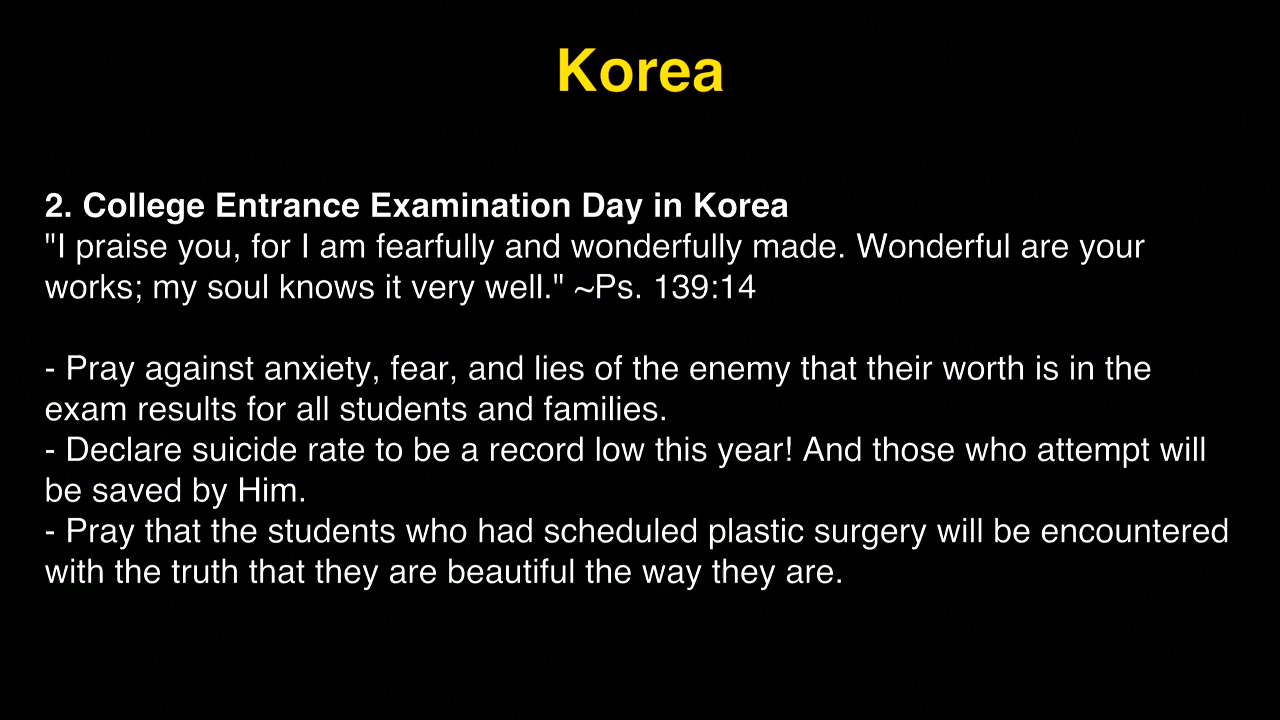 Korea
2. College Entrance Examination Day in Korea
"I praise you, for I am fearfully and wonderfully made. Wonderful are your
works; my soul knows it very well." ~Ps. 139:14
- Pray against anxiety, fear, and lies of the enemy that their worth is in the
exam results for all students and families.
- Declare suicide rate to be a record low this year! And those who attempt will
be saved by Him.
- Pray that the students who had scheduled plastic surgery will be encountered
with the truth that they are beautiful the way they are.